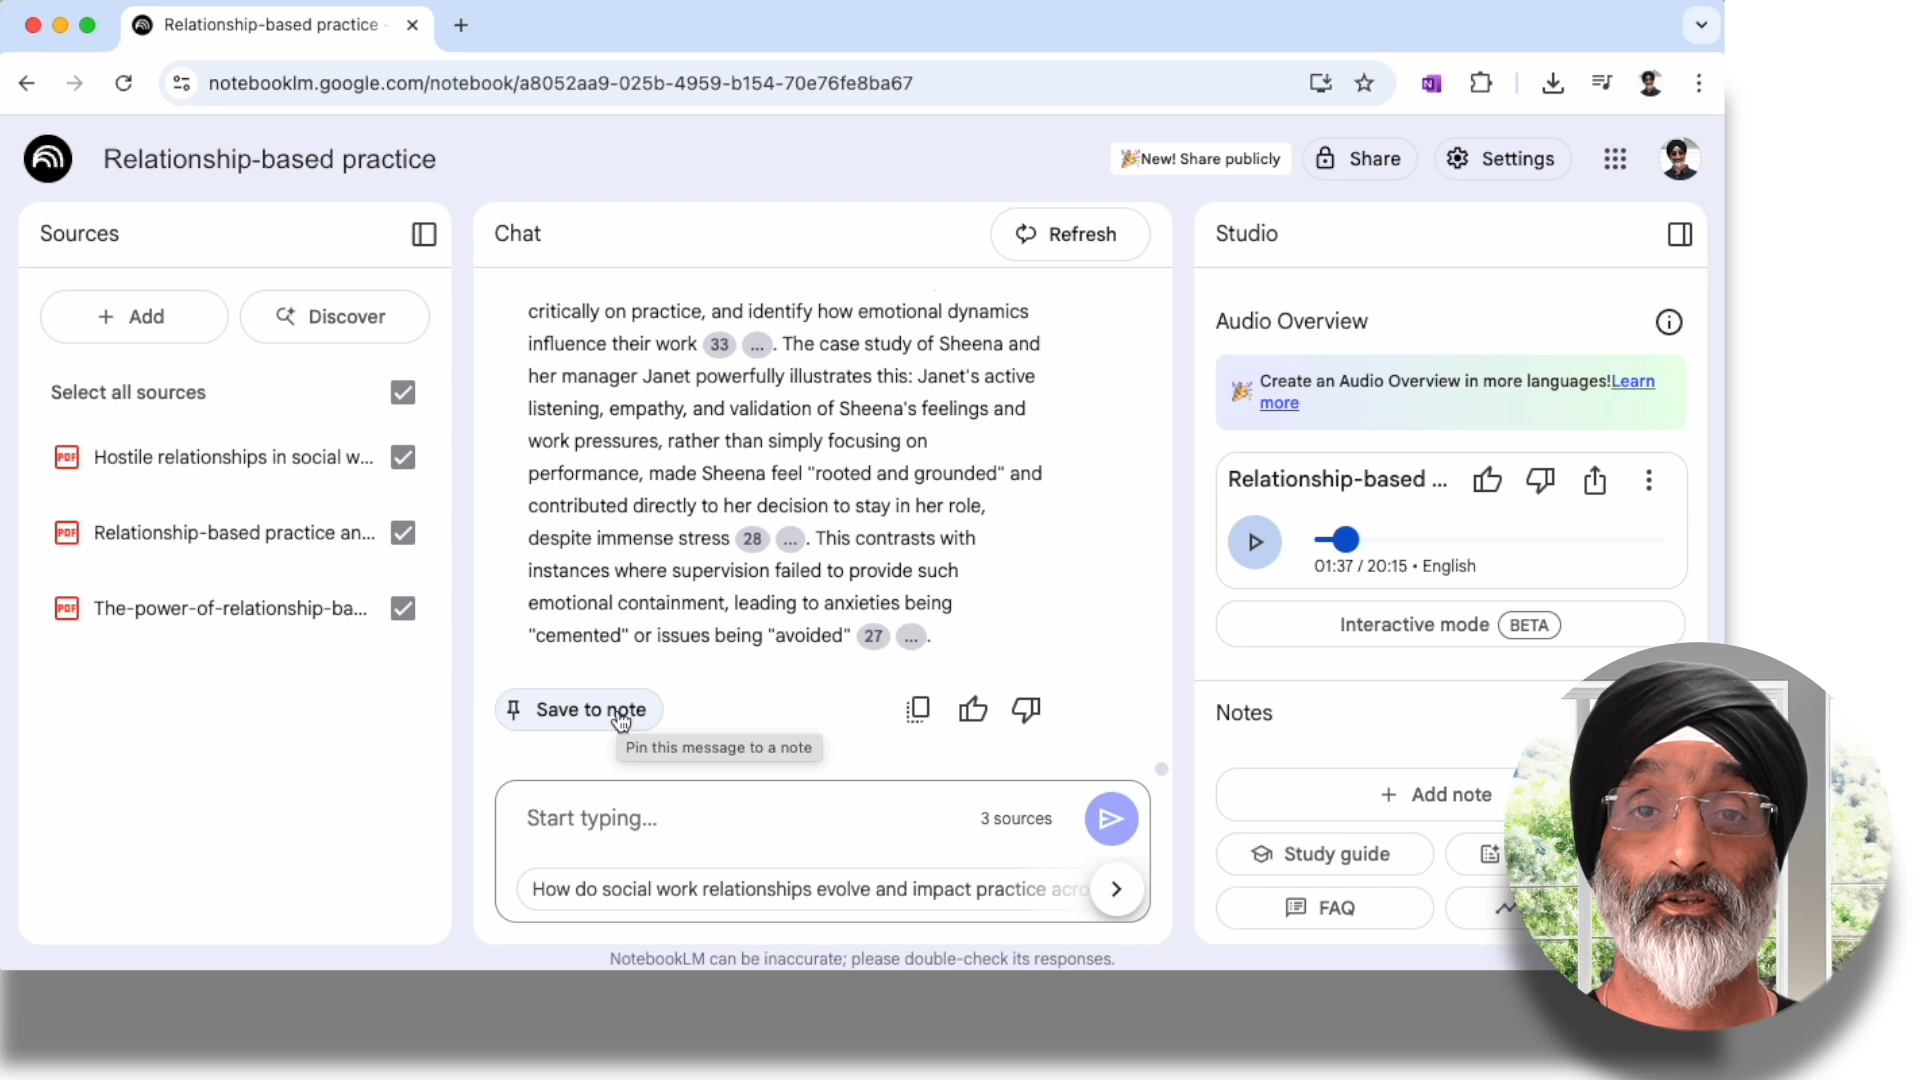 Relationship-based practice -
notebooklm.google.com/notebook/a8052aa9-025b-4959-b154-70e76fe8ba67
Relationship-based practice
New! Share publicly
Share
Settings
Sources
Add
Discover
Select all sources
PDF Hostile relationships in social w...
PDF Relationship-based practice an...
PDF The-power-of-relationship-ba...
Chat
Refresh
critically on practice, and identify how emotional dynamics
influence their work 33 ... . The case study of Sheena and
her manager Janet powerfully illustrates this: Janet's active
listening, empathy, and validation of Sheena's feelings and
work pressures, rather than simply focusing on
performance, made Sheena feel "rooted and grounded" and
contributed directly to her decision to stay in her role,
despite immense stress 28 ... . This contrasts with
instances where supervision failed to provide such
emotional containment, leading to anxieties being
"cemented" or issues being "avoided" 27 ... .
Save to note
Pin this message to a note
Start typing...
3 sources
How do social work relationships evolve and impact practice acro
NotebookLM can be inaccurate; please double-check its responses.
Studio
Audio Overview
Create an Audio Overview in more languages!Learn
more
Relationship-based ...
01:37 / 20:15 • English
Interactive mode BETA
Notes
+ Add note
Study guide
FAQ